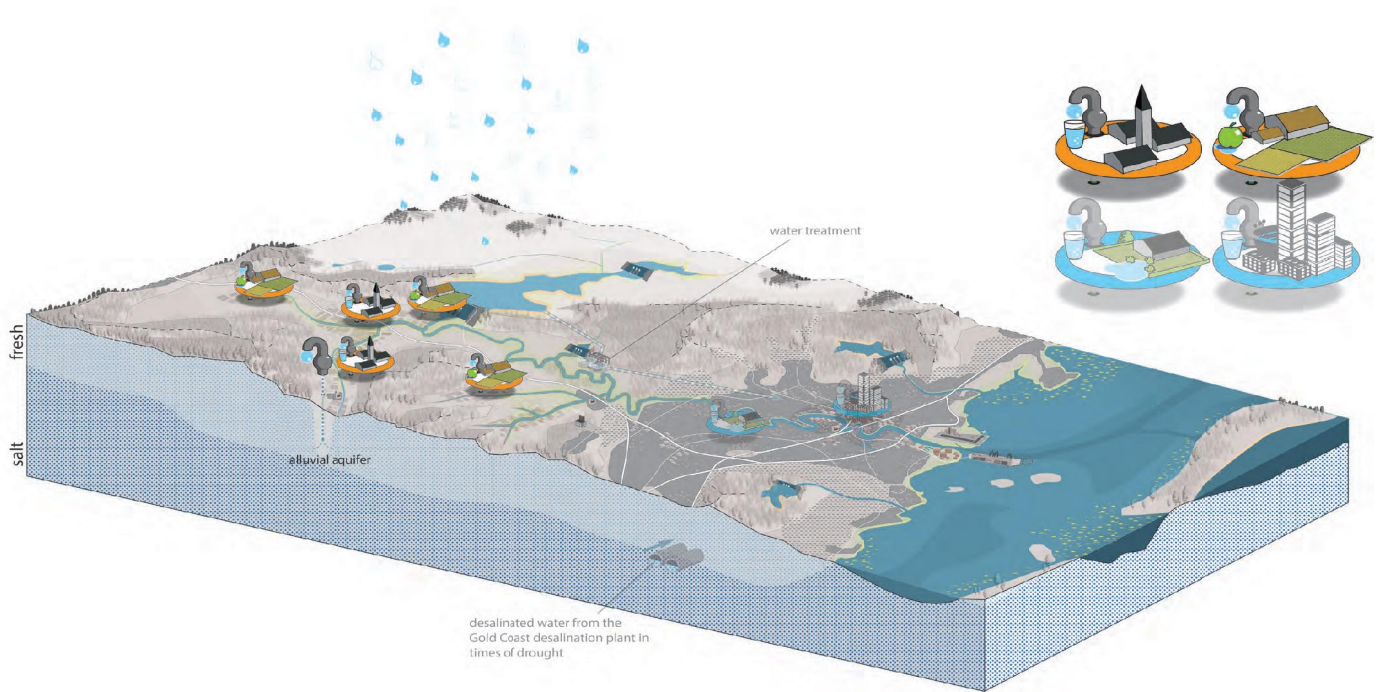 water treatment
fresh
salt
alluvial aquifer
desalinated water from the
Gold Coast desalination plant in
times of drought